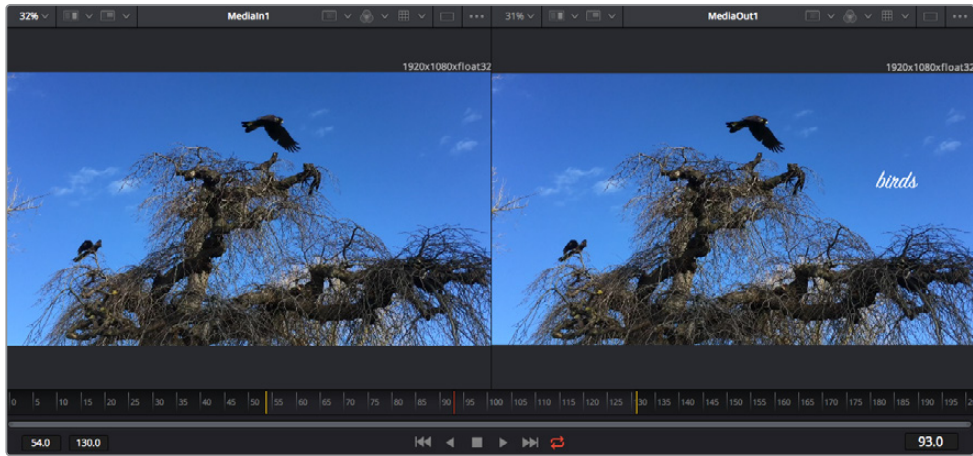 32% MediaIn1 31% MediaOut1
1920x1080xfloat32 1920x1080xfloat32
birds
0 5 10 15 20 25 30 35 40 45 50 55 60 65 70 75 80 85 90 95 100 105 110 115 120 125 130 135 140 145 150 155 160 165 170 175 180 185 190 195
54.0 130.0 93.0